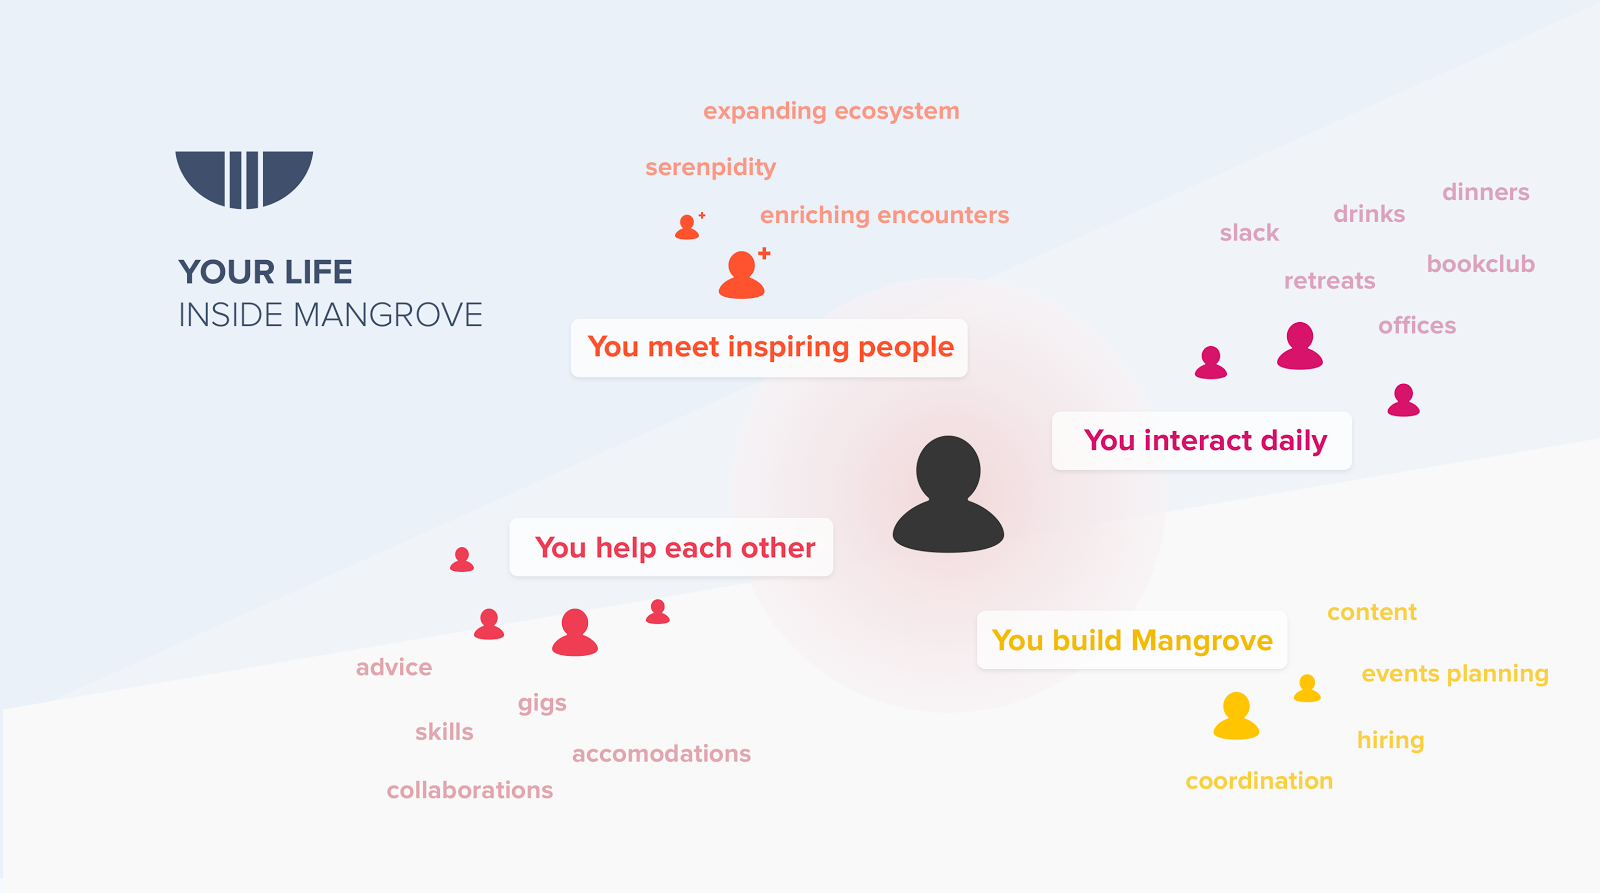 YOUR LIFE
INSIDE MANGROVE
expanding ecosystem
serenpidity
enriching encounters
You meet inspiring people
dinners
drinks
slack
bookclub
retreats
offices
You interact daily
You help each other
advice
gigs
skills
accomodations
collaborations
You build Mangrove
content
events planning
hiring
coordination